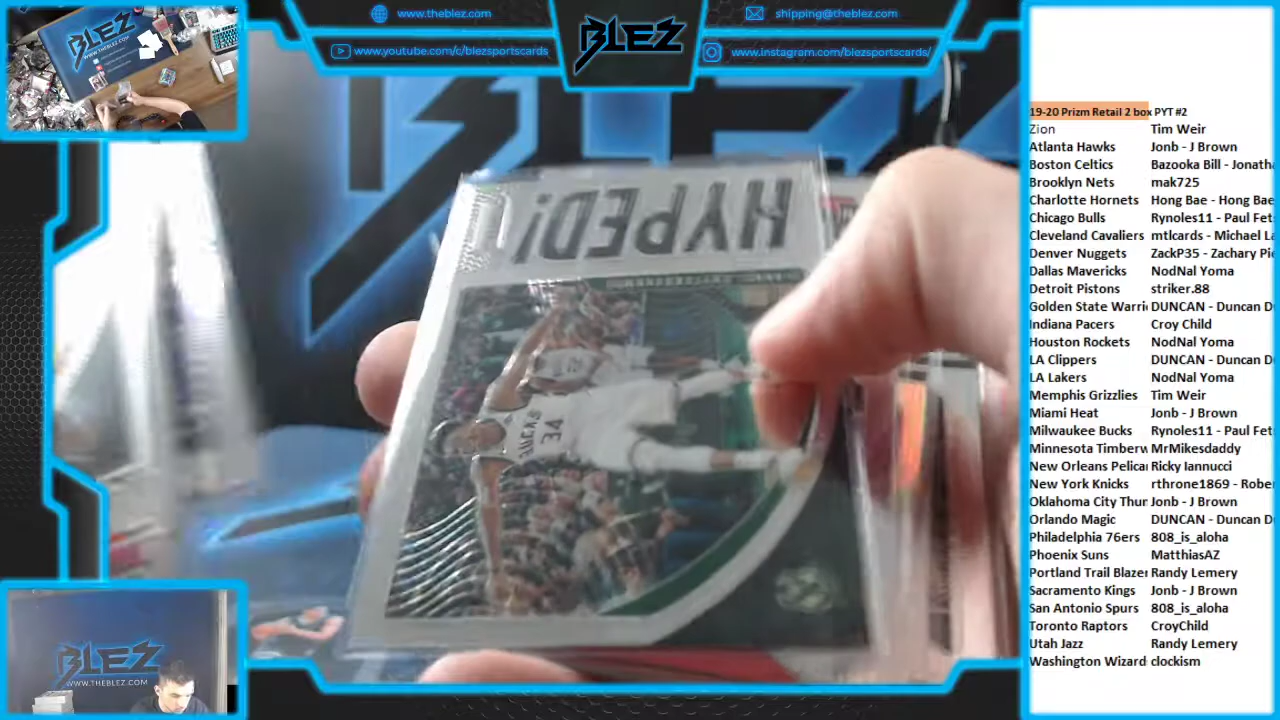 www.theblez.com
shipping@theblez.com
www.youtube.com/c/blezsportscards
www.instagram.com/blezsportscards/
BLEZ
BLEZ
WWW.THEBLEZ.COM
HYPED!
BUCKS
34
19-20 Prizm Retail 2 box PYT #2
Zion Tim Weir
Atlanta Hawks Jonb - J Brown
Boston Celtics Bazooka Bill - Jonath
Brooklyn Nets mak725
Charlotte Hornets Hong Bae - Hong Bae
Chicago Bulls Rynoles11 - Paul Fet
Cleveland Cavaliers mtlcards - Michael La
Denver Nuggets ZackP35 - Zachary Pi
Dallas Mavericks NodNal Yoma
Detroit Pistons striker.88
Golden State Warri DUNCAN - Duncan D
Indiana Pacers Croy Child
Houston Rockets NodNal Yoma
LA Clippers DUNCAN - Duncan D
LA Lakers NodNal Yoma
Memphis Grizzlies Tim Weir
Miami Heat Jonb - J Brown
Milwaukee Bucks Rynoles11 - Paul Fet
Minnesota Timberw MrMikesdaddy
New Orleans Pelica Ricky Iannucci
New York Knicks rthrone1869 - Robe
Oklahoma City Thun Jonb - J Brown
Orlando Magic DUNCAN - Duncan D
Philadelphia 76ers 808_is_aloha
Phoenix Suns MatthiasAZ
Portland Trail Blazer Randy Lemery
Sacramento Kings Jonb - J Brown
San Antonio Spurs 808_is_aloha
Toronto Raptors CroyChild
Utah Jazz Randy Lemery
Washington Wizard clockism
BLEZ
WWW.THEBLEZ.COM